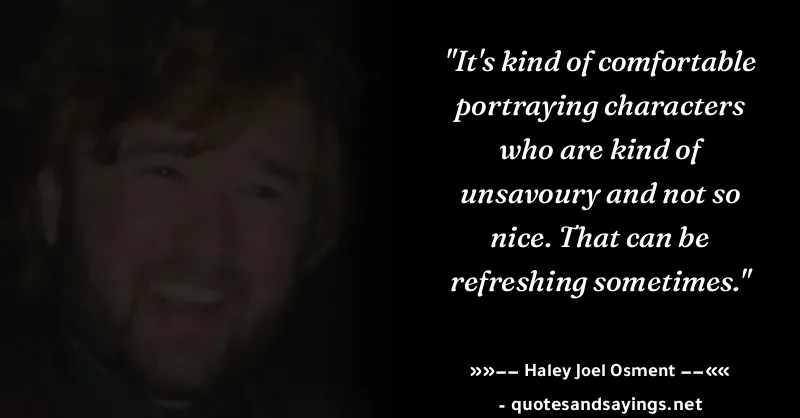 "It's kind of comfortable
portraying characters
who are kind of
unsavoury and not so
nice. That can be
refreshing sometimes."
»»−− Haley Joel Osment −−««
- quotesandsayings.net